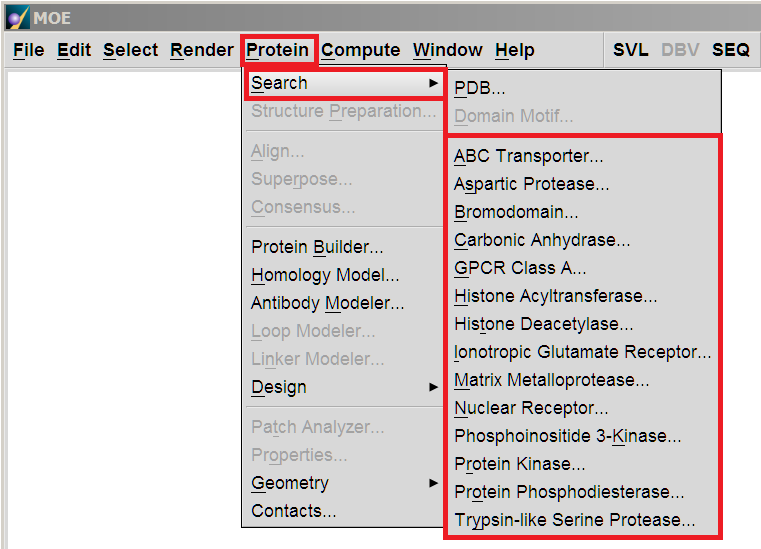 MOE
File Edit Select Render Protein Compute Window Help SVL DBV SEQ
Search
Structure Preparation...
Align...
Superpose...
Consensus...
Protein Builder...
Homology Model...
Antibody Modeler...
Loop Modeler...
Linker Modeler...
Design
Patch Analyzer...
Properties...
Geometry
Contacts...
PDB...
Domain Motif...
ABC Transporter...
Aspartic Protease...
Bromodomain...
Carbonic Anhydrase...
GPCR Class A...
Histone Acyltransferase...
Histone Deacetylase...
Ionotropic Glutamate Receptor...
Matrix Metalloprotease...
Nuclear Receptor...
Phosphoinositide 3-Kinase...
Protein Kinase...
Protein Phosphodiesterase...
Trypsin-like Serine Protease...